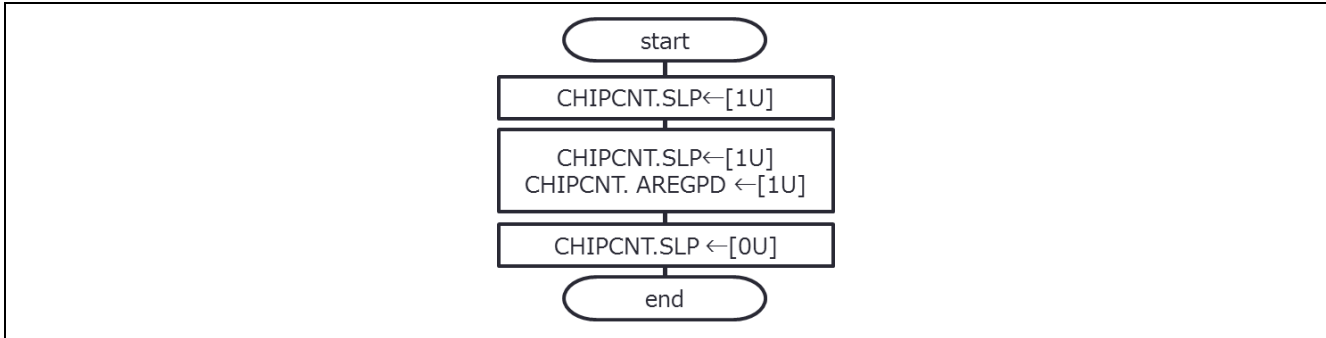 start
CHIPCNT.SLP←[1U]
CHIPCNT.SLP←[1U]
CHIPCNT. AREGPD ←[1U]
CHIPCNT.SLP ←[0U]
end